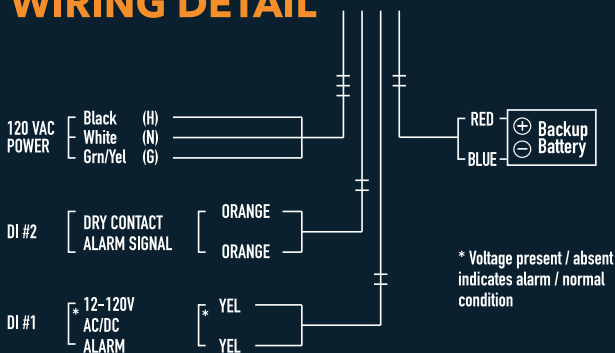 WIRING DETAIL
120 VAC
POWER
Black (H)
White (N)
Grn/Yel (G)
RED
BLUE
+ Backup
- Battery
DI #2
DRY CONTACT
ALARM SIGNAL
ORANGE
ORANGE
* Voltage present / absent
indicates alarm / normal
condition
DI #1
* 12-120V
AC/DC
ALARM
* YEL
YEL